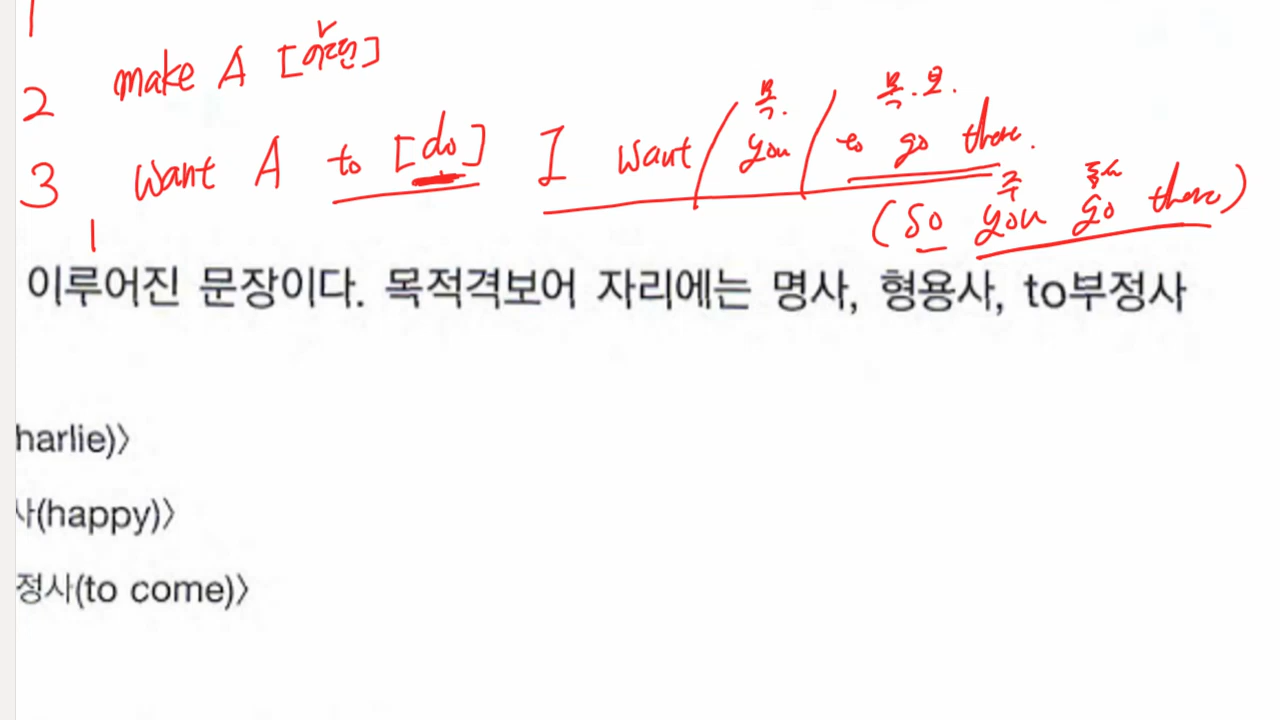 1
2 make A [어떤]
3 want A to [do] I want / you / to go there.
목. 목.보.
(So you go there)
주 동사
이루어진 문장이다. 목적격보어 자리에는 명사, 형용사, to부정사
harlie)〉
사(happy)〉
정사(to come)〉